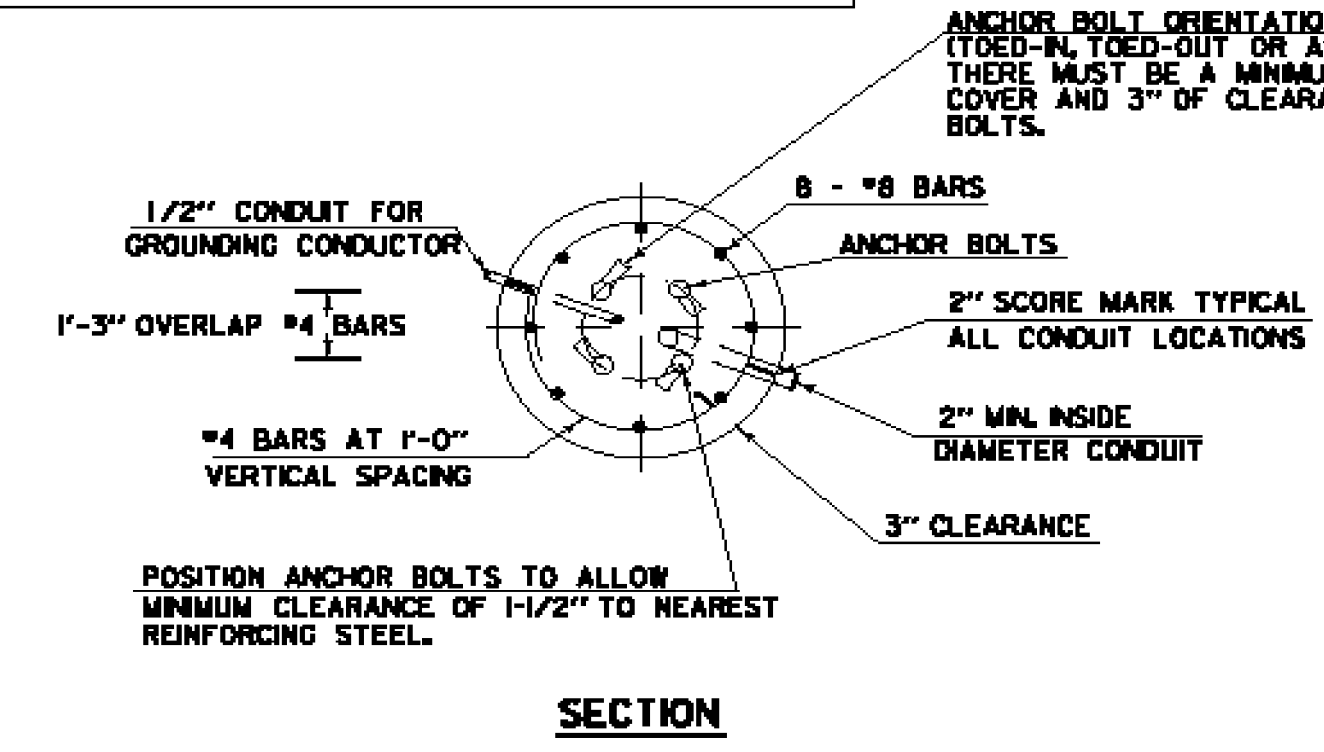 ANCHOR BOLT ORIENTATIO
(TOED-IN, TOED-OUT OR A
THERE MUST BE A MINIMU
COVER AND 3" OF CLEARA
BOLTS.
8 - #8 BARS
1/2" CONDUIT FOR
GROUNDING CONDUCTOR
ANCHOR BOLTS
2" SCORE MARK TYPICAL
ALL CONDUIT LOCATIONS
1'-3" OVERLAP #4 BARS
2" MIN. INSIDE
DIAMETER CONDUIT
#4 BARS AT 1'-0"
VERTICAL SPACING
3" CLEARANCE
POSITION ANCHOR BOLTS TO ALLOW
MINIMUM CLEARANCE OF 1-1/2" TO NEAREST
REINFORCING STEEL.
SECTION